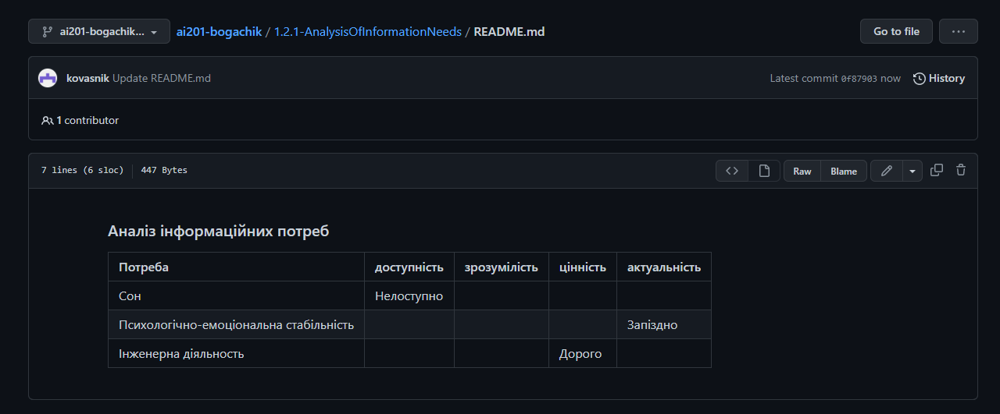 ai201-bogachik... ai201-bogachik / 1.2.1-AnalysisOfInformationNeeds / README.md Go to file ...
kovasnik Update README.md Latest commit 0f87903 now History
1 contributor
7 lines (6 sloc) 447 Bytes <> Raw Blame
Аналіз інформаційних потреб
Потреба доступність зрозумілість цінність актуальність
Сон Нелоступно
Психологічно-емоціональна стабільність Запіздно
Інженерна діяльность Дорого